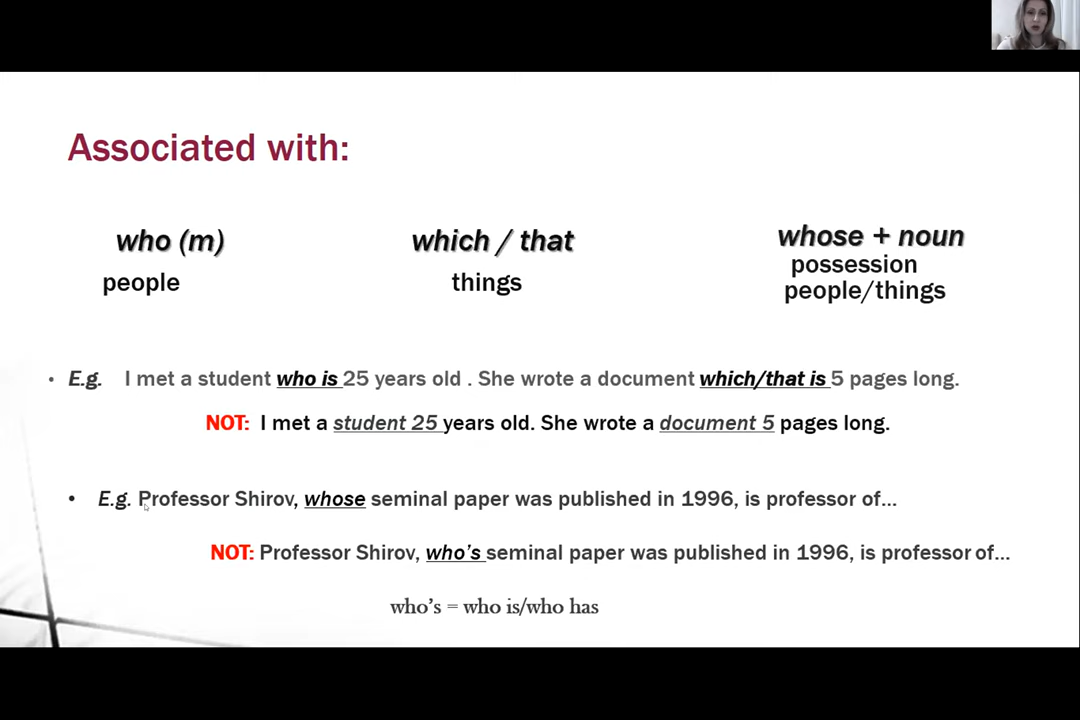 Associated with:
who (m)
people
which / that
things
whose + noun
possession
people/things
• E.g. I met a student who is 25 years old . She wrote a document which/that is 5 pages long.
NOT: I met a student 25 years old. She wrote a document 5 pages long.
• E.g. Professor Shirov, whose seminal paper was published in 1996, is professor of...
NOT: Professor Shirov, who's seminal paper was published in 1996, is professor of...
who's = who is/who has